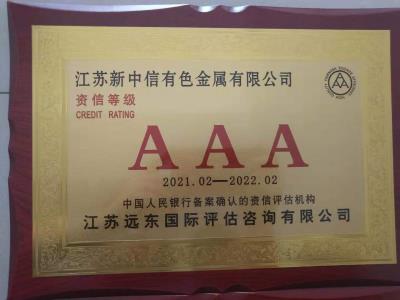 江苏新中信有色金属有限公司
资信等级
CREDIT RATING
AAA
2021.02—2022.02
中国人民银行备案确认的资信评估机构
江苏远东国际评估咨询有限公司